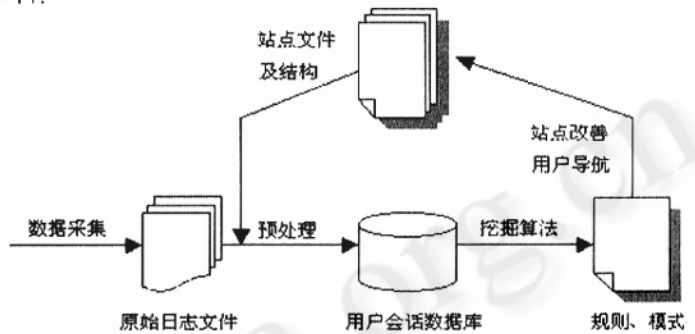 站点文件
及结构
站点改善
用户导航
数据采集
预处理
挖掘算法
原始日志文件
用户会话数据库
规则、模式